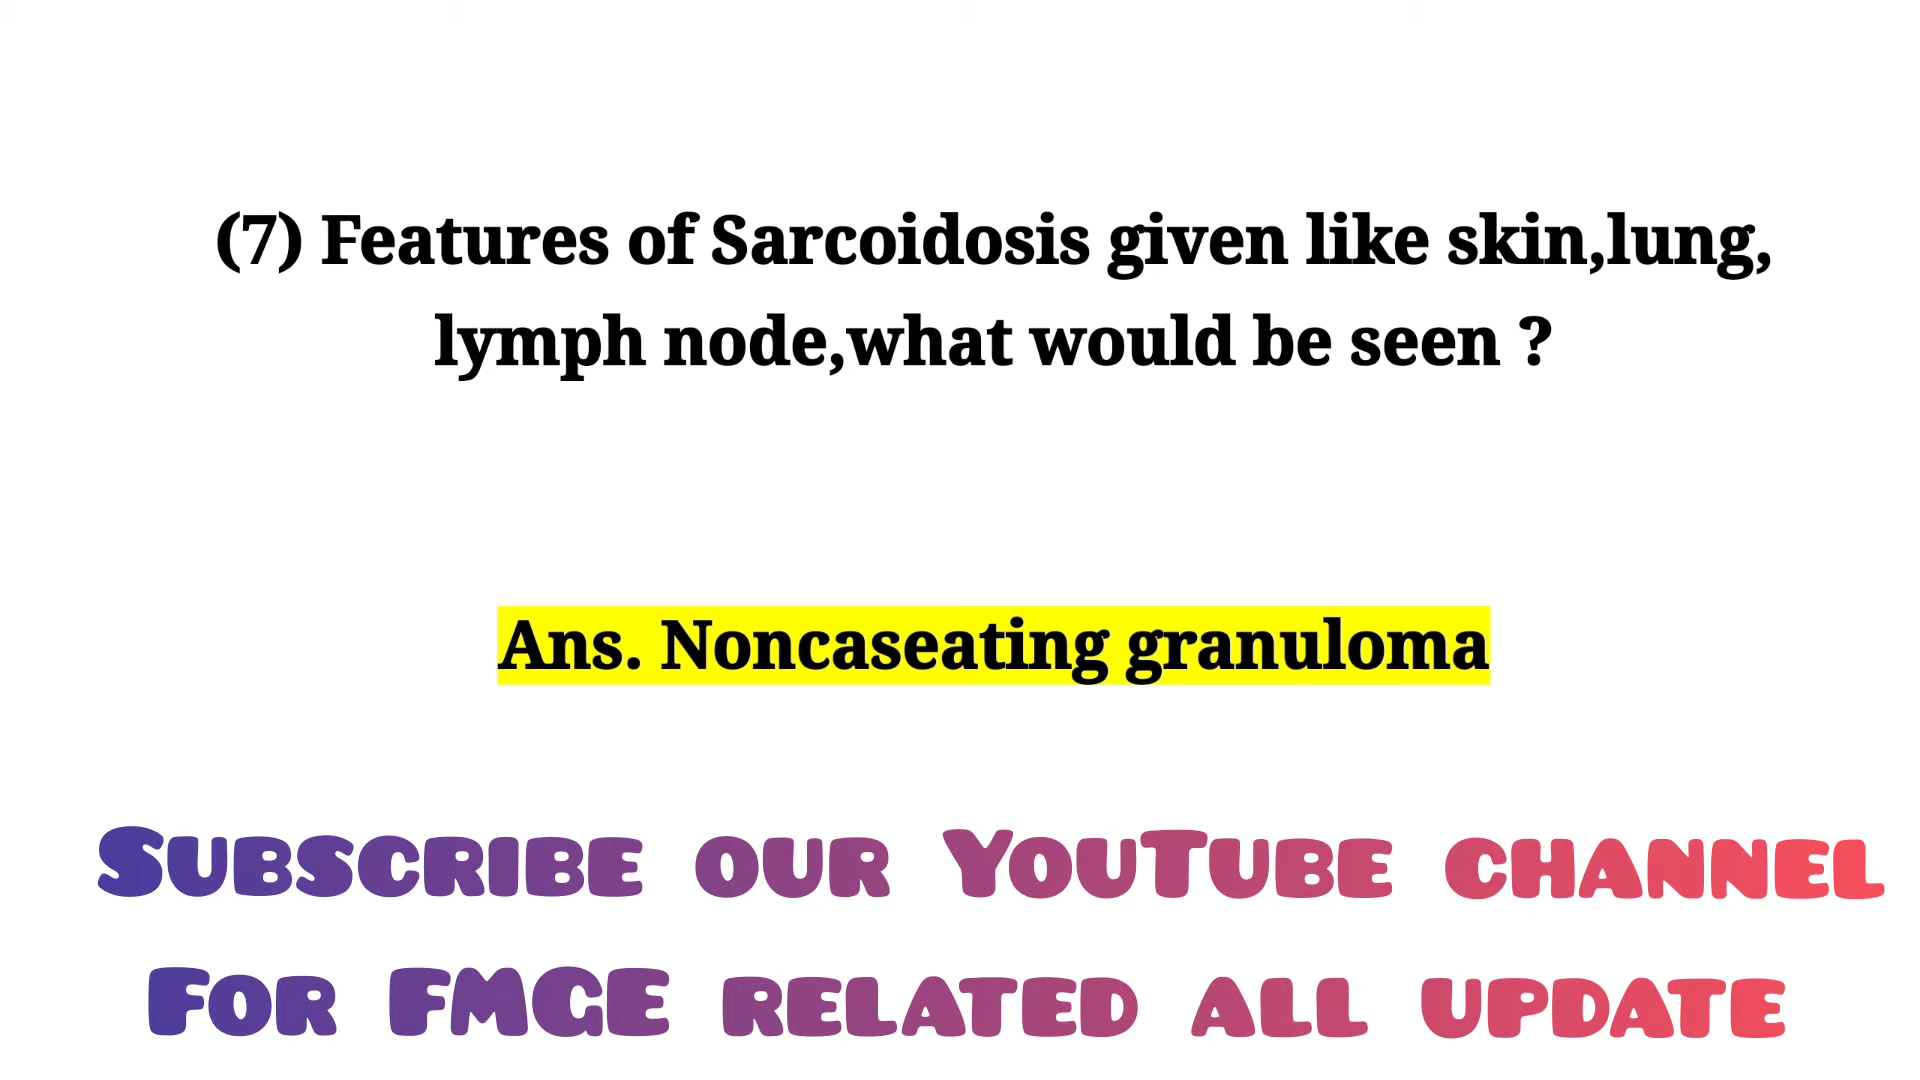 (7) Features of Sarcoidosis given like skin,lung,
lymph node,what would be seen ?
Ans. Noncaseating granuloma
Subscribe our YouTube channel
For FMGE related all update